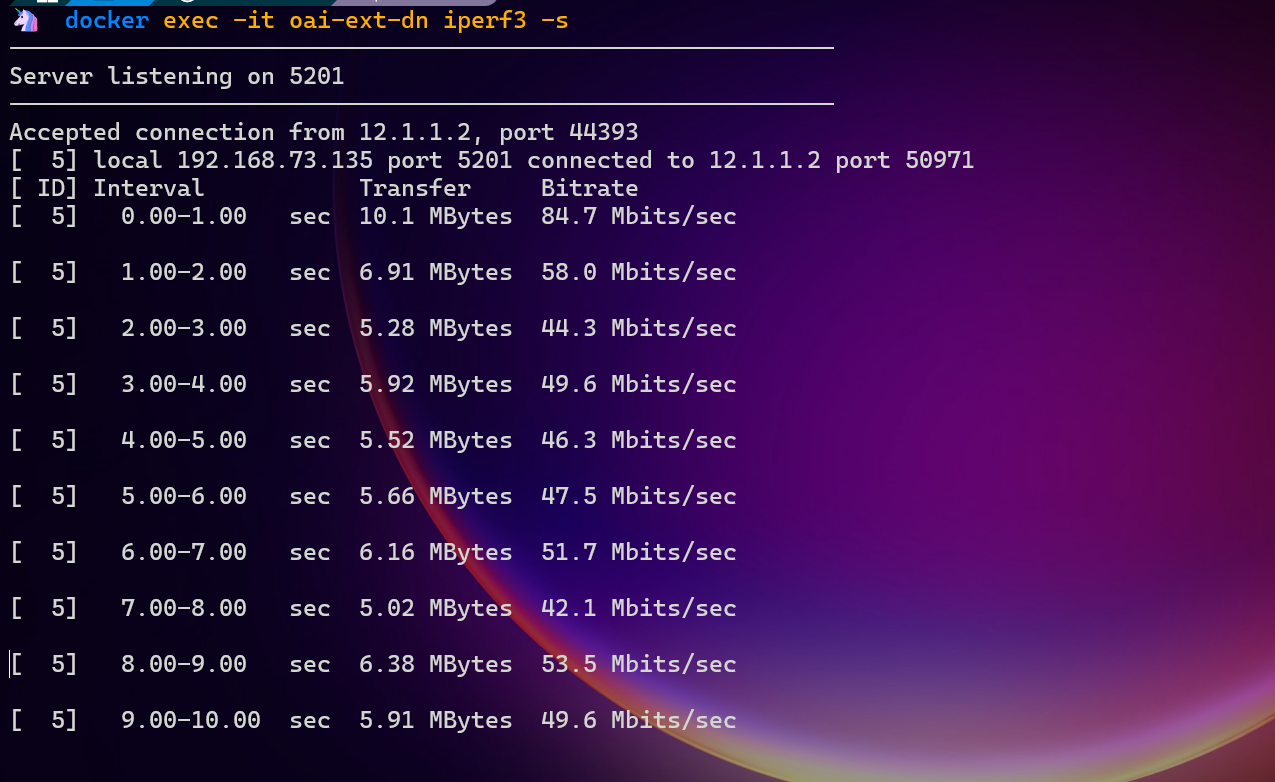 docker exec -it oai-ext-dn iperf3 -s
Server listening on 5201
Accepted connection from 12.1.1.2, port 44393
[  5] local 192.168.73.135 port 5201 connected to 12.1.1.2 port 50971
[ ID] Interval           Transfer     Bitrate
[  5]   0.00-1.00   sec  10.1 MBytes  84.7 Mbits/sec
[  5]   1.00-2.00   sec  6.91 MBytes  58.0 Mbits/sec
[  5]   2.00-3.00   sec  5.28 MBytes  44.3 Mbits/sec
[  5]   3.00-4.00   sec  5.92 MBytes  49.6 Mbits/sec
[  5]   4.00-5.00   sec  5.52 MBytes  46.3 Mbits/sec
[  5]   5.00-6.00   sec  5.66 MBytes  47.5 Mbits/sec
[  5]   6.00-7.00   sec  6.16 MBytes  51.7 Mbits/sec
[  5]   7.00-8.00   sec  5.02 MBytes  42.1 Mbits/sec
[  5]   8.00-9.00   sec  6.38 MBytes  53.5 Mbits/sec
[  5]   9.00-10.00  sec  5.91 MBytes  49.6 Mbits/sec